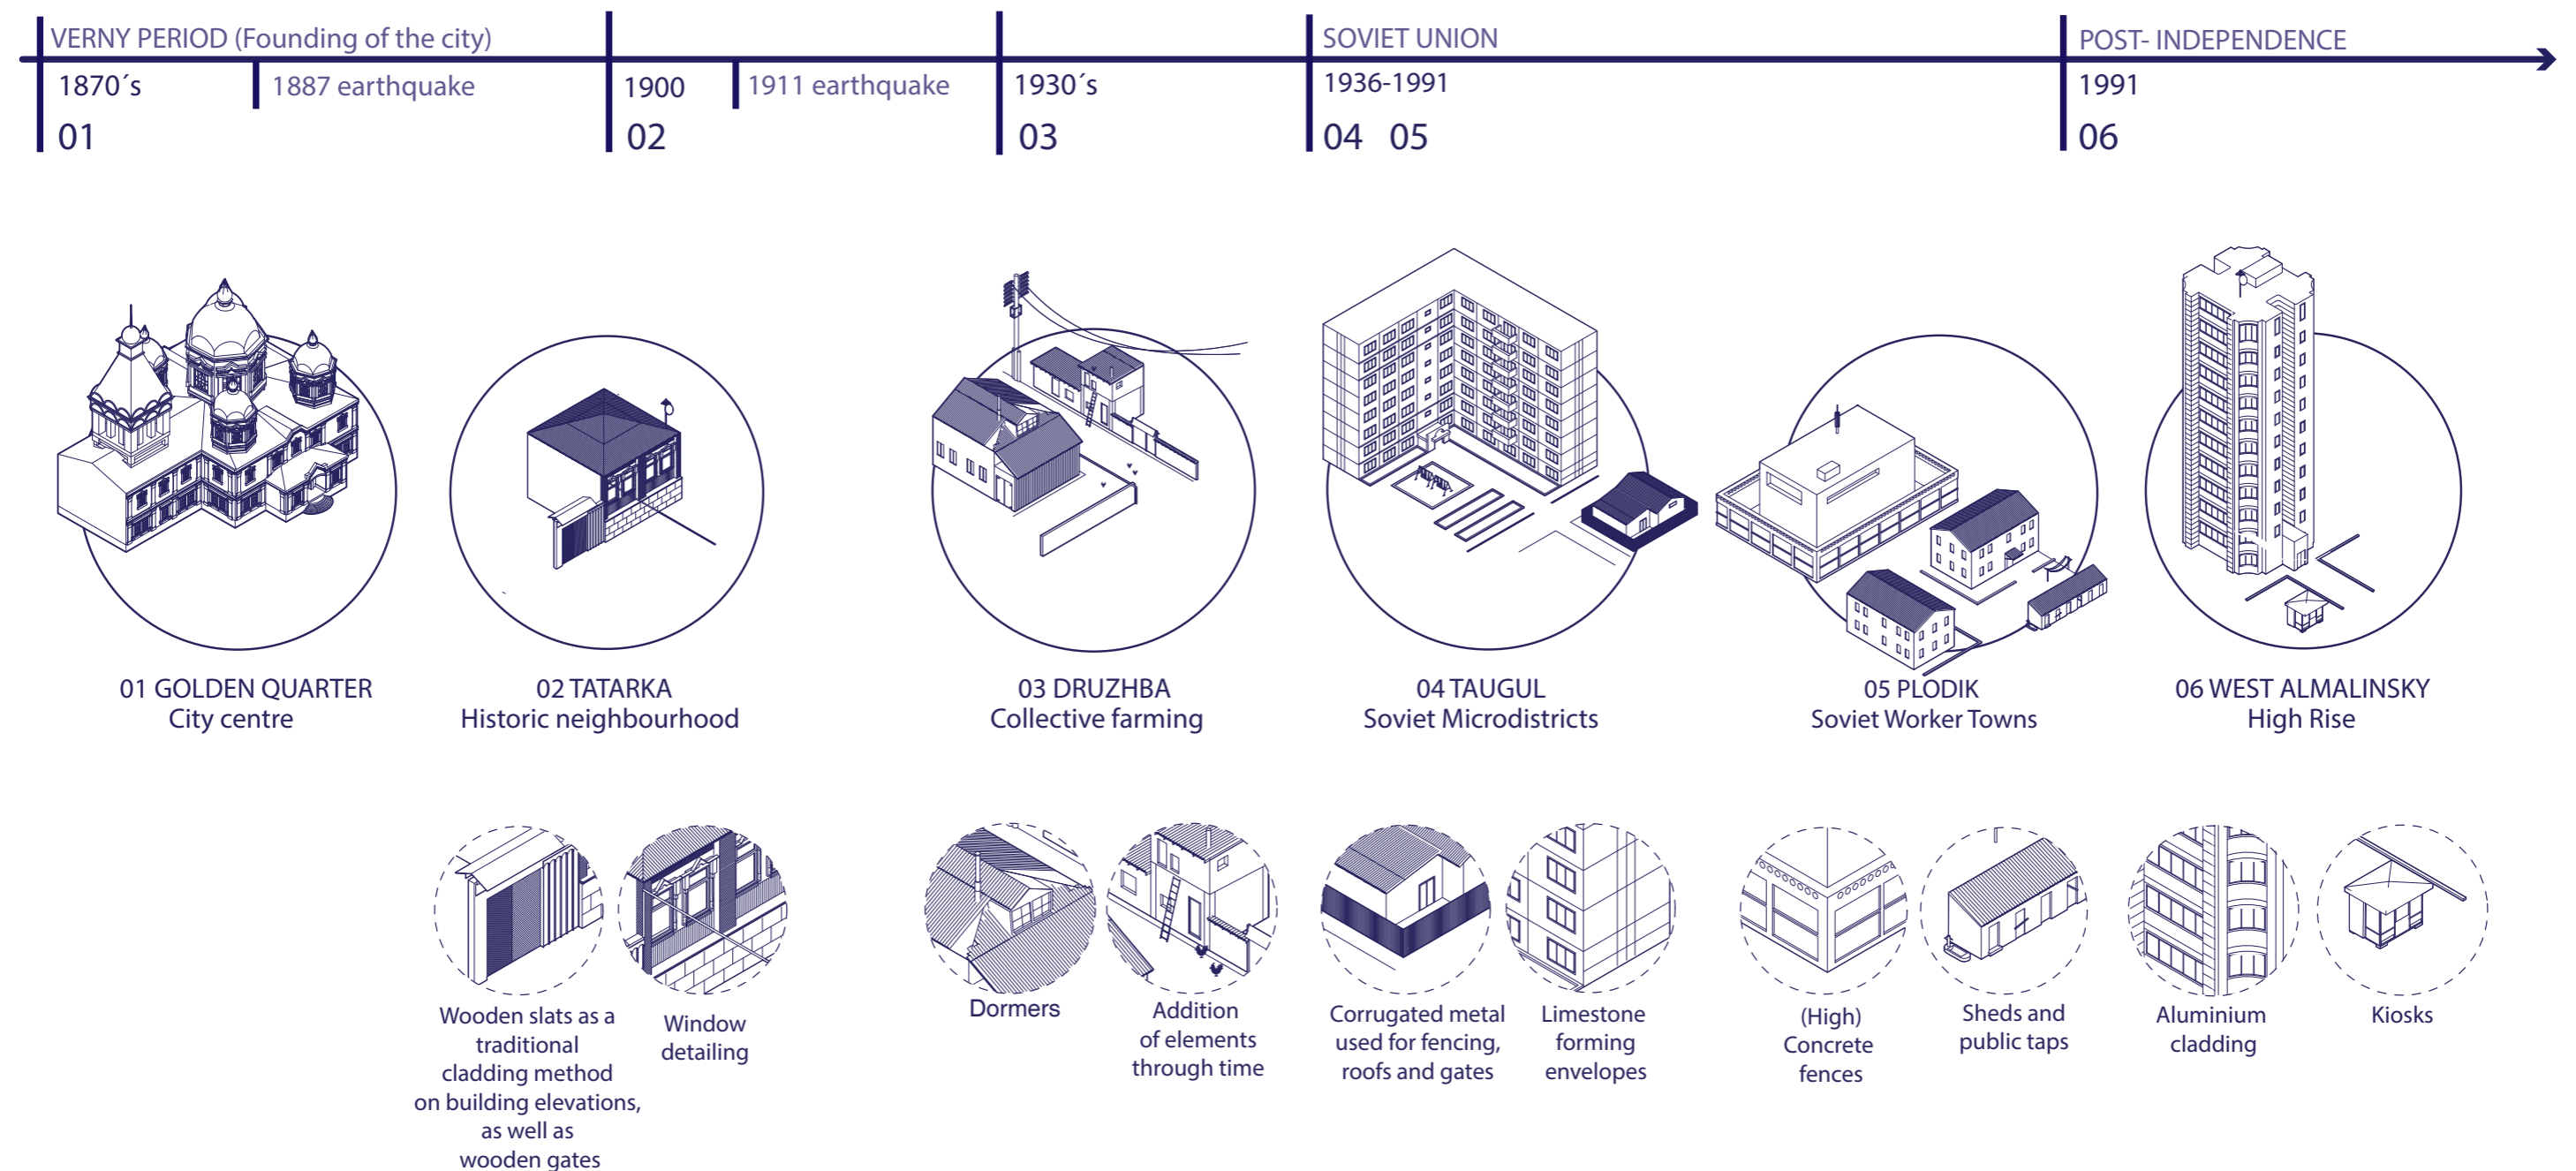 VERNY PERIOD (Founding of the city)
SOVIET UNION
POST- INDEPENDENCE
1870´s
1887 earthquake
1900
1911 earthquake
1930´s
1936-1991
1991
01
02
03
04 05
06
01 GOLDEN QUARTER
City centre
02 TATARKA
Historic neighbourhood
03 DRUZHBA
Collective farming
04 TAUGUL
Soviet Microdistricts
05 PLODIK
Soviet Worker Towns
06 WEST ALMALINSKY
High Rise
Wooden slats as a
traditional
cladding method
on building elevations,
as well as
wooden gates
Window
detailing
Dormers
Addition
of elements
through time
Corrugated metal
used for fencing,
roofs and gates
Limestone
forming
envelopes
(High)
Concrete
fences
Sheds and
public taps
Aluminium
cladding
Kiosks